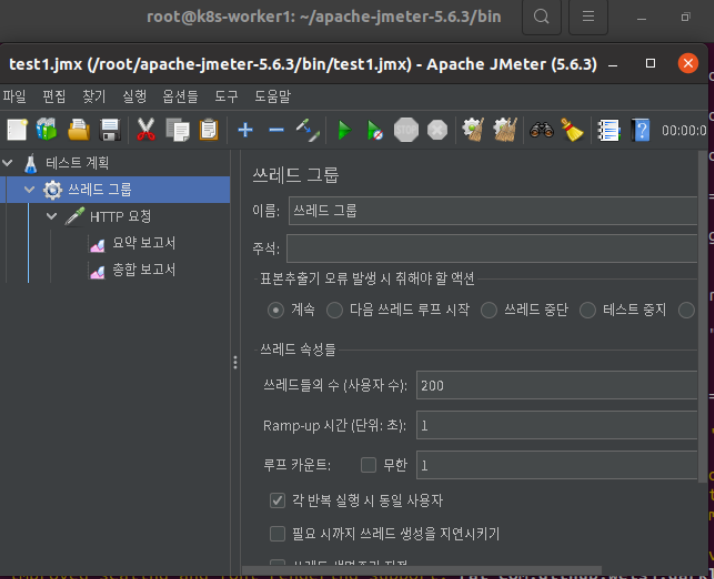 root@k8s-worker1: ~/apache-jmeter-5.6.3/bin
test1.jmx (/root/apache-jmeter-5.6.3/bin/test1.jmx) - Apache JMeter (5.6.3)
파일 편집 찾기 실행 옵션들 도구 도움말
STOP ? 00:00:0
테스트 계획
쓰레드 그룹
HTTP 요청
요약 보고서
종합 보고서
쓰레드 그룹
이름: 쓰레드 그룹
주석:
표본추출기 오류 발생 시 취해야 할 액션
계속 다음 쓰레드 루프 시작 쓰레드 중단 테스트 중지
쓰레드 속성들
쓰레드들의 수 (사용자 수): 200
Ramp-up 시간 (단위: 초): 1
루프 카운트: 무한 1
각 반복 실행 시 동일 사용자
필요 시까지 쓰레드 생성을 지연시키기